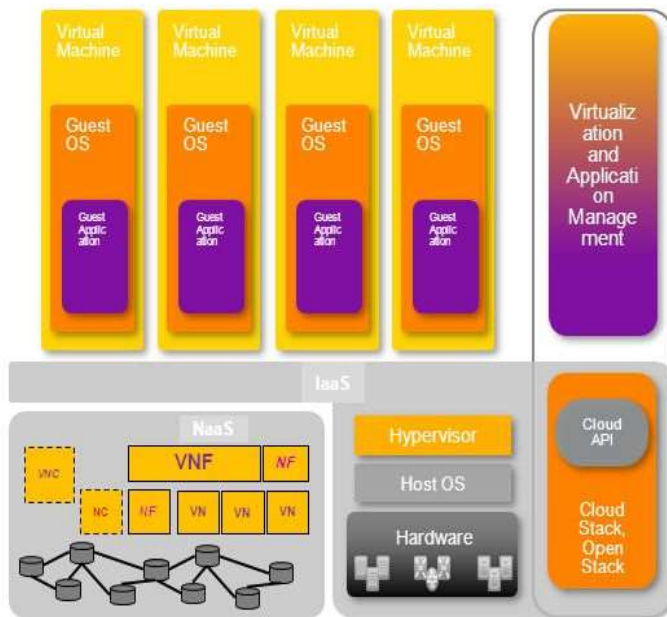 Virtual
Machine
Virtual
Machine
Virtual
Machine
Virtual
Machine
Guest
OS
Guest
OS
Guest
OS
Guest
OS
Guest
Applic
ation
Guest
Applic
ation
Guest
Applic
ation
Guest
Applic
ation
Virtualiz
ation
and
Applicati
on
Manage
ment
IaaS
NaaS
VNC
VNF
NF
NC
NF
VN
VN
VN
Hypervisor
Host OS
Hardware
Cloud
API
Cloud
Stack,
Open
Stack